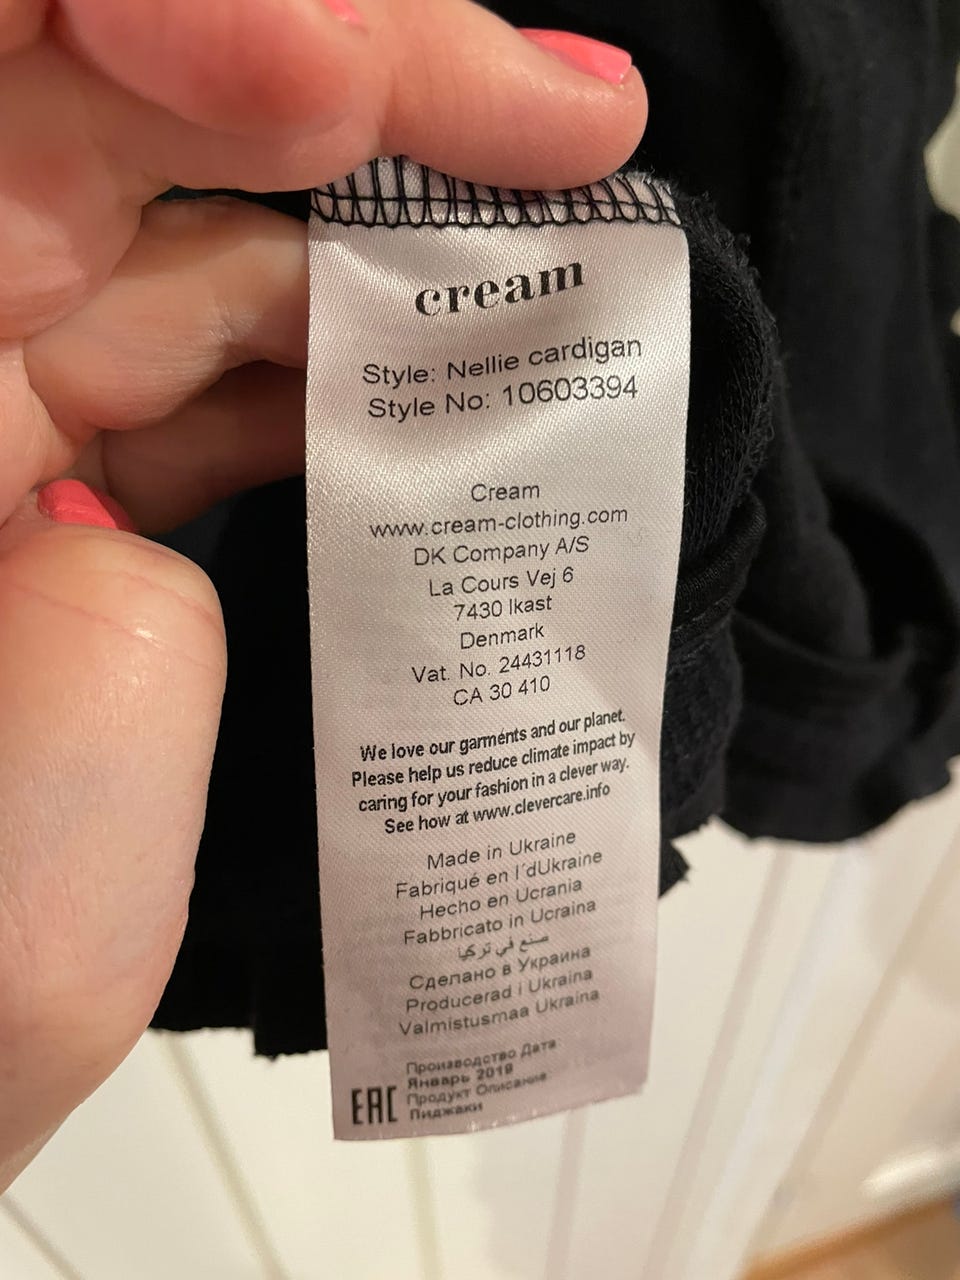 cream
Style: Nellie cardigan
Style No: 10603394
Cream
www.cream-clothing.com
DK Company A/S
La Cours Vej 6
7430 Ikast
Denmark
Vat. No. 24431118
CA 30 410
We love our garments and our planet.
Please help us reduce climate impact by
caring for your fashion in a clever way.
See how at www.clevercare.info
Made in Ukraine
Fabriqué en l´dUkraine
Hecho en Ucrania
Fabbricato in Ucraina
صنع في تركيا
Сделано в Украина
Producerad i Ukraina
Valmistusmaa Ukraina
Производство Дата
Январь 2019
Продукт Описание
Пиджаки
EAC